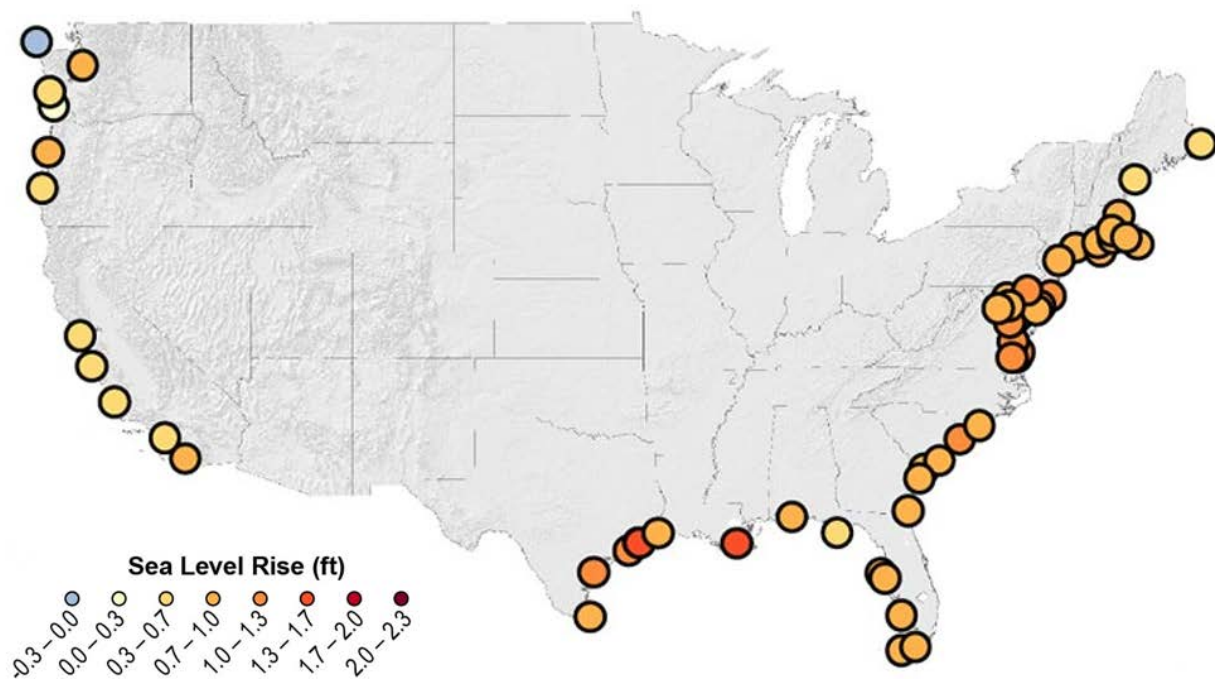 Sea Level Rise (ft)
-0.3 – 0.0
0.0 – 0.3
0.3 – 0.7
0.7 – 1.0
1.0 – 1.3
1.3 – 1.7
1.7 – 2.0
2.0 – 2.3